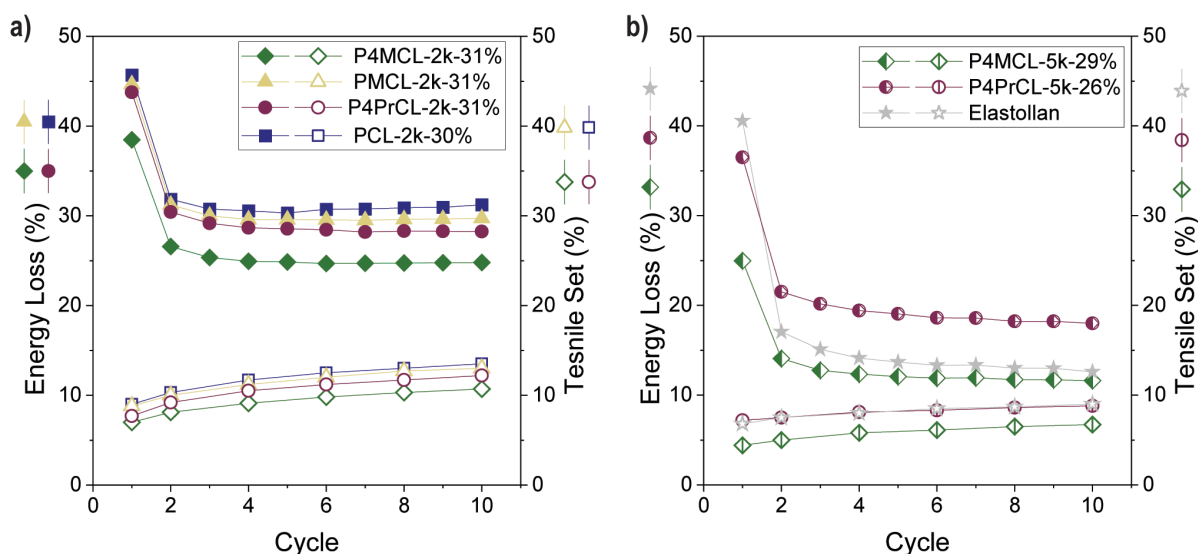 a)
50
40
30
20
10
0
Energy Loss (%)
P4MCL-2k-31%
PMCL-2k-31%
P4PrCL-2k-31%
PCL-2k-30%
50
40
30
20
10
0
Tesnile Set (%)
0 2 4 6 8 10
Cycle
b)
50
40
30
20
10
0
Energy Loss (%)
P4MCL-5k-29%
P4PrCL-5k-26%
Elastollan
50
40
30
20
10
0
Tensile Set (%)
0 2 4 6 8 10
Cycle